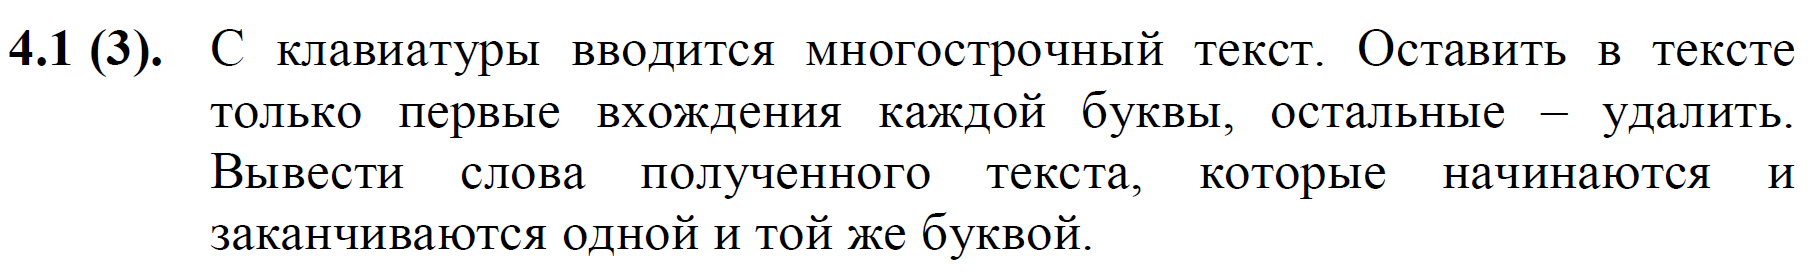 4.1 (3). С клавиатуры вводится многострочный текст. Оставить в тексте
только первые вхождения каждой буквы, остальные – удалить.
Вывести слова полученного текста, которые начинаются и
заканчиваются одной и той же буквой.